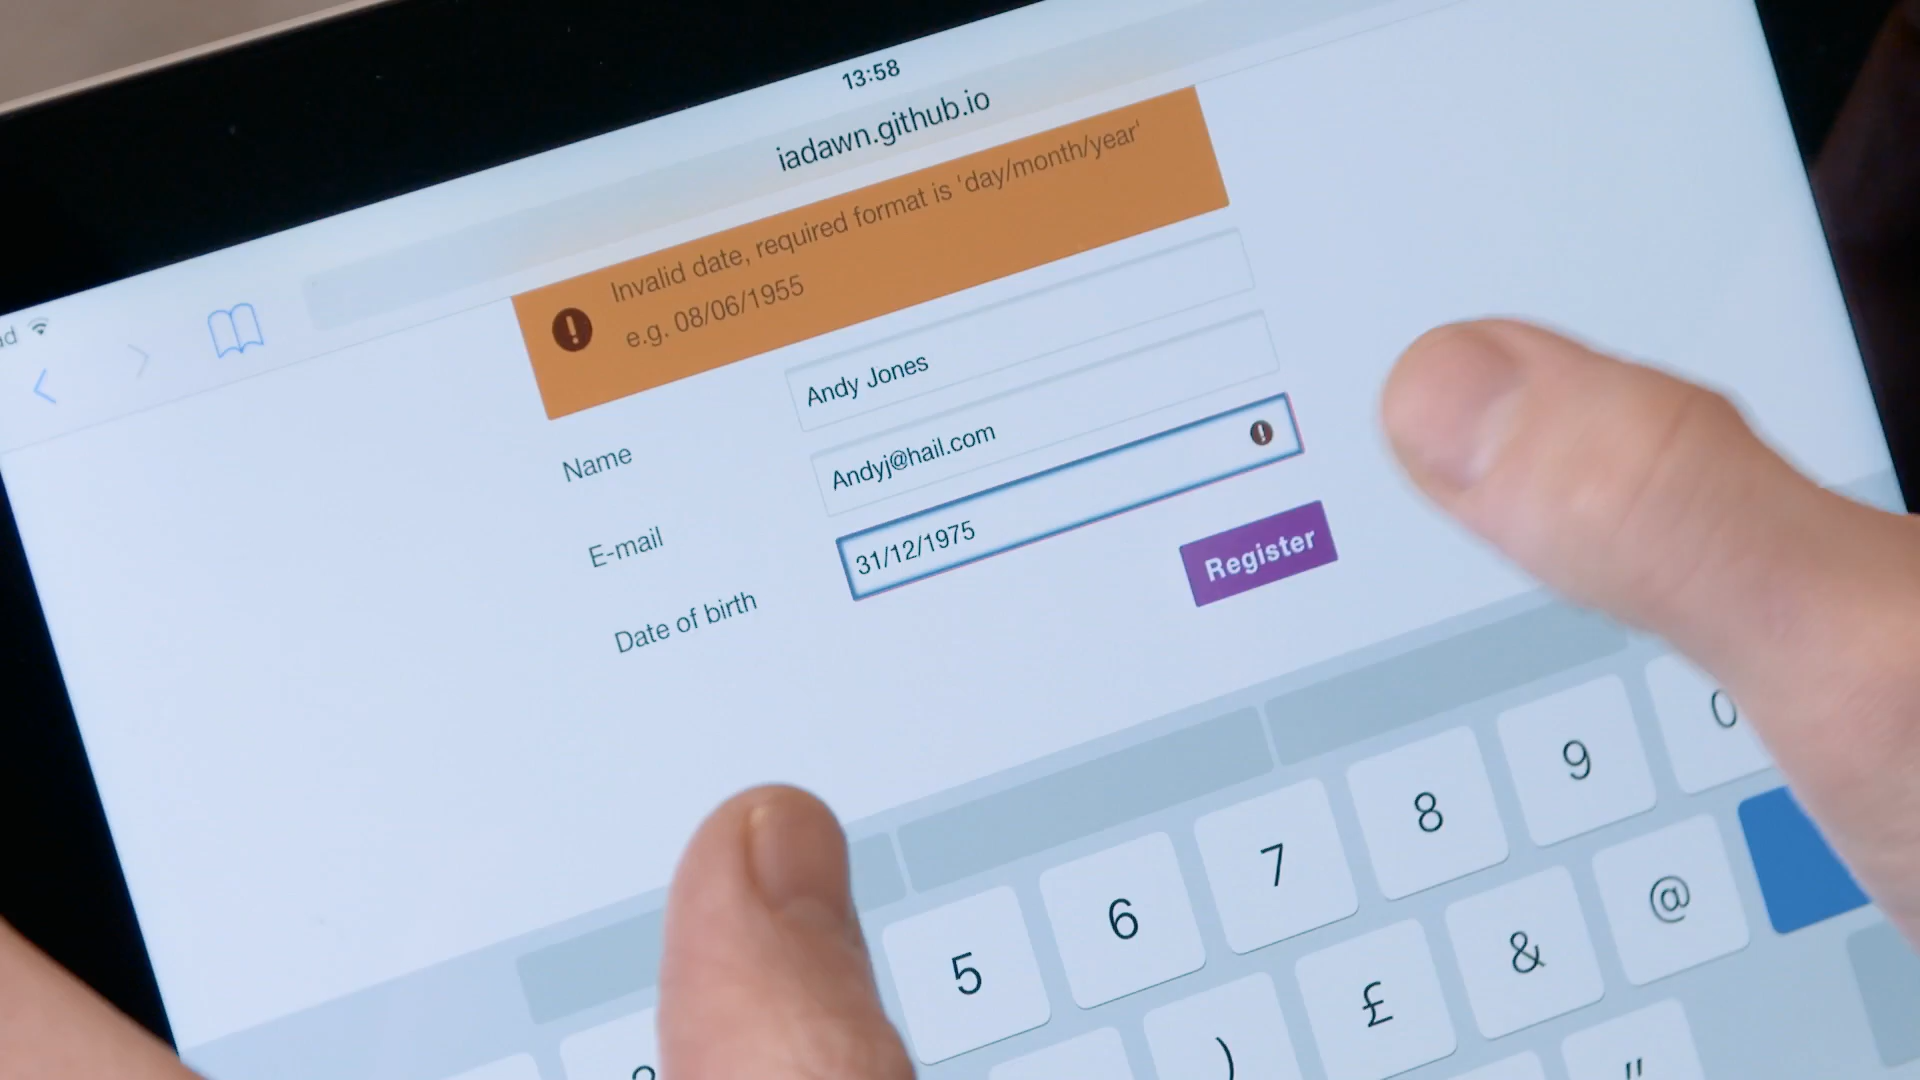 13:58
iadawn.github.io
Invalid date, required format is 'day/month/year'
e.g. 08/06/1955
Name
Andy Jones
E-mail
Andyj@hail.com
Date of birth
31/12/1975
Register
5 6 7 8 9 0
) £ & @
"